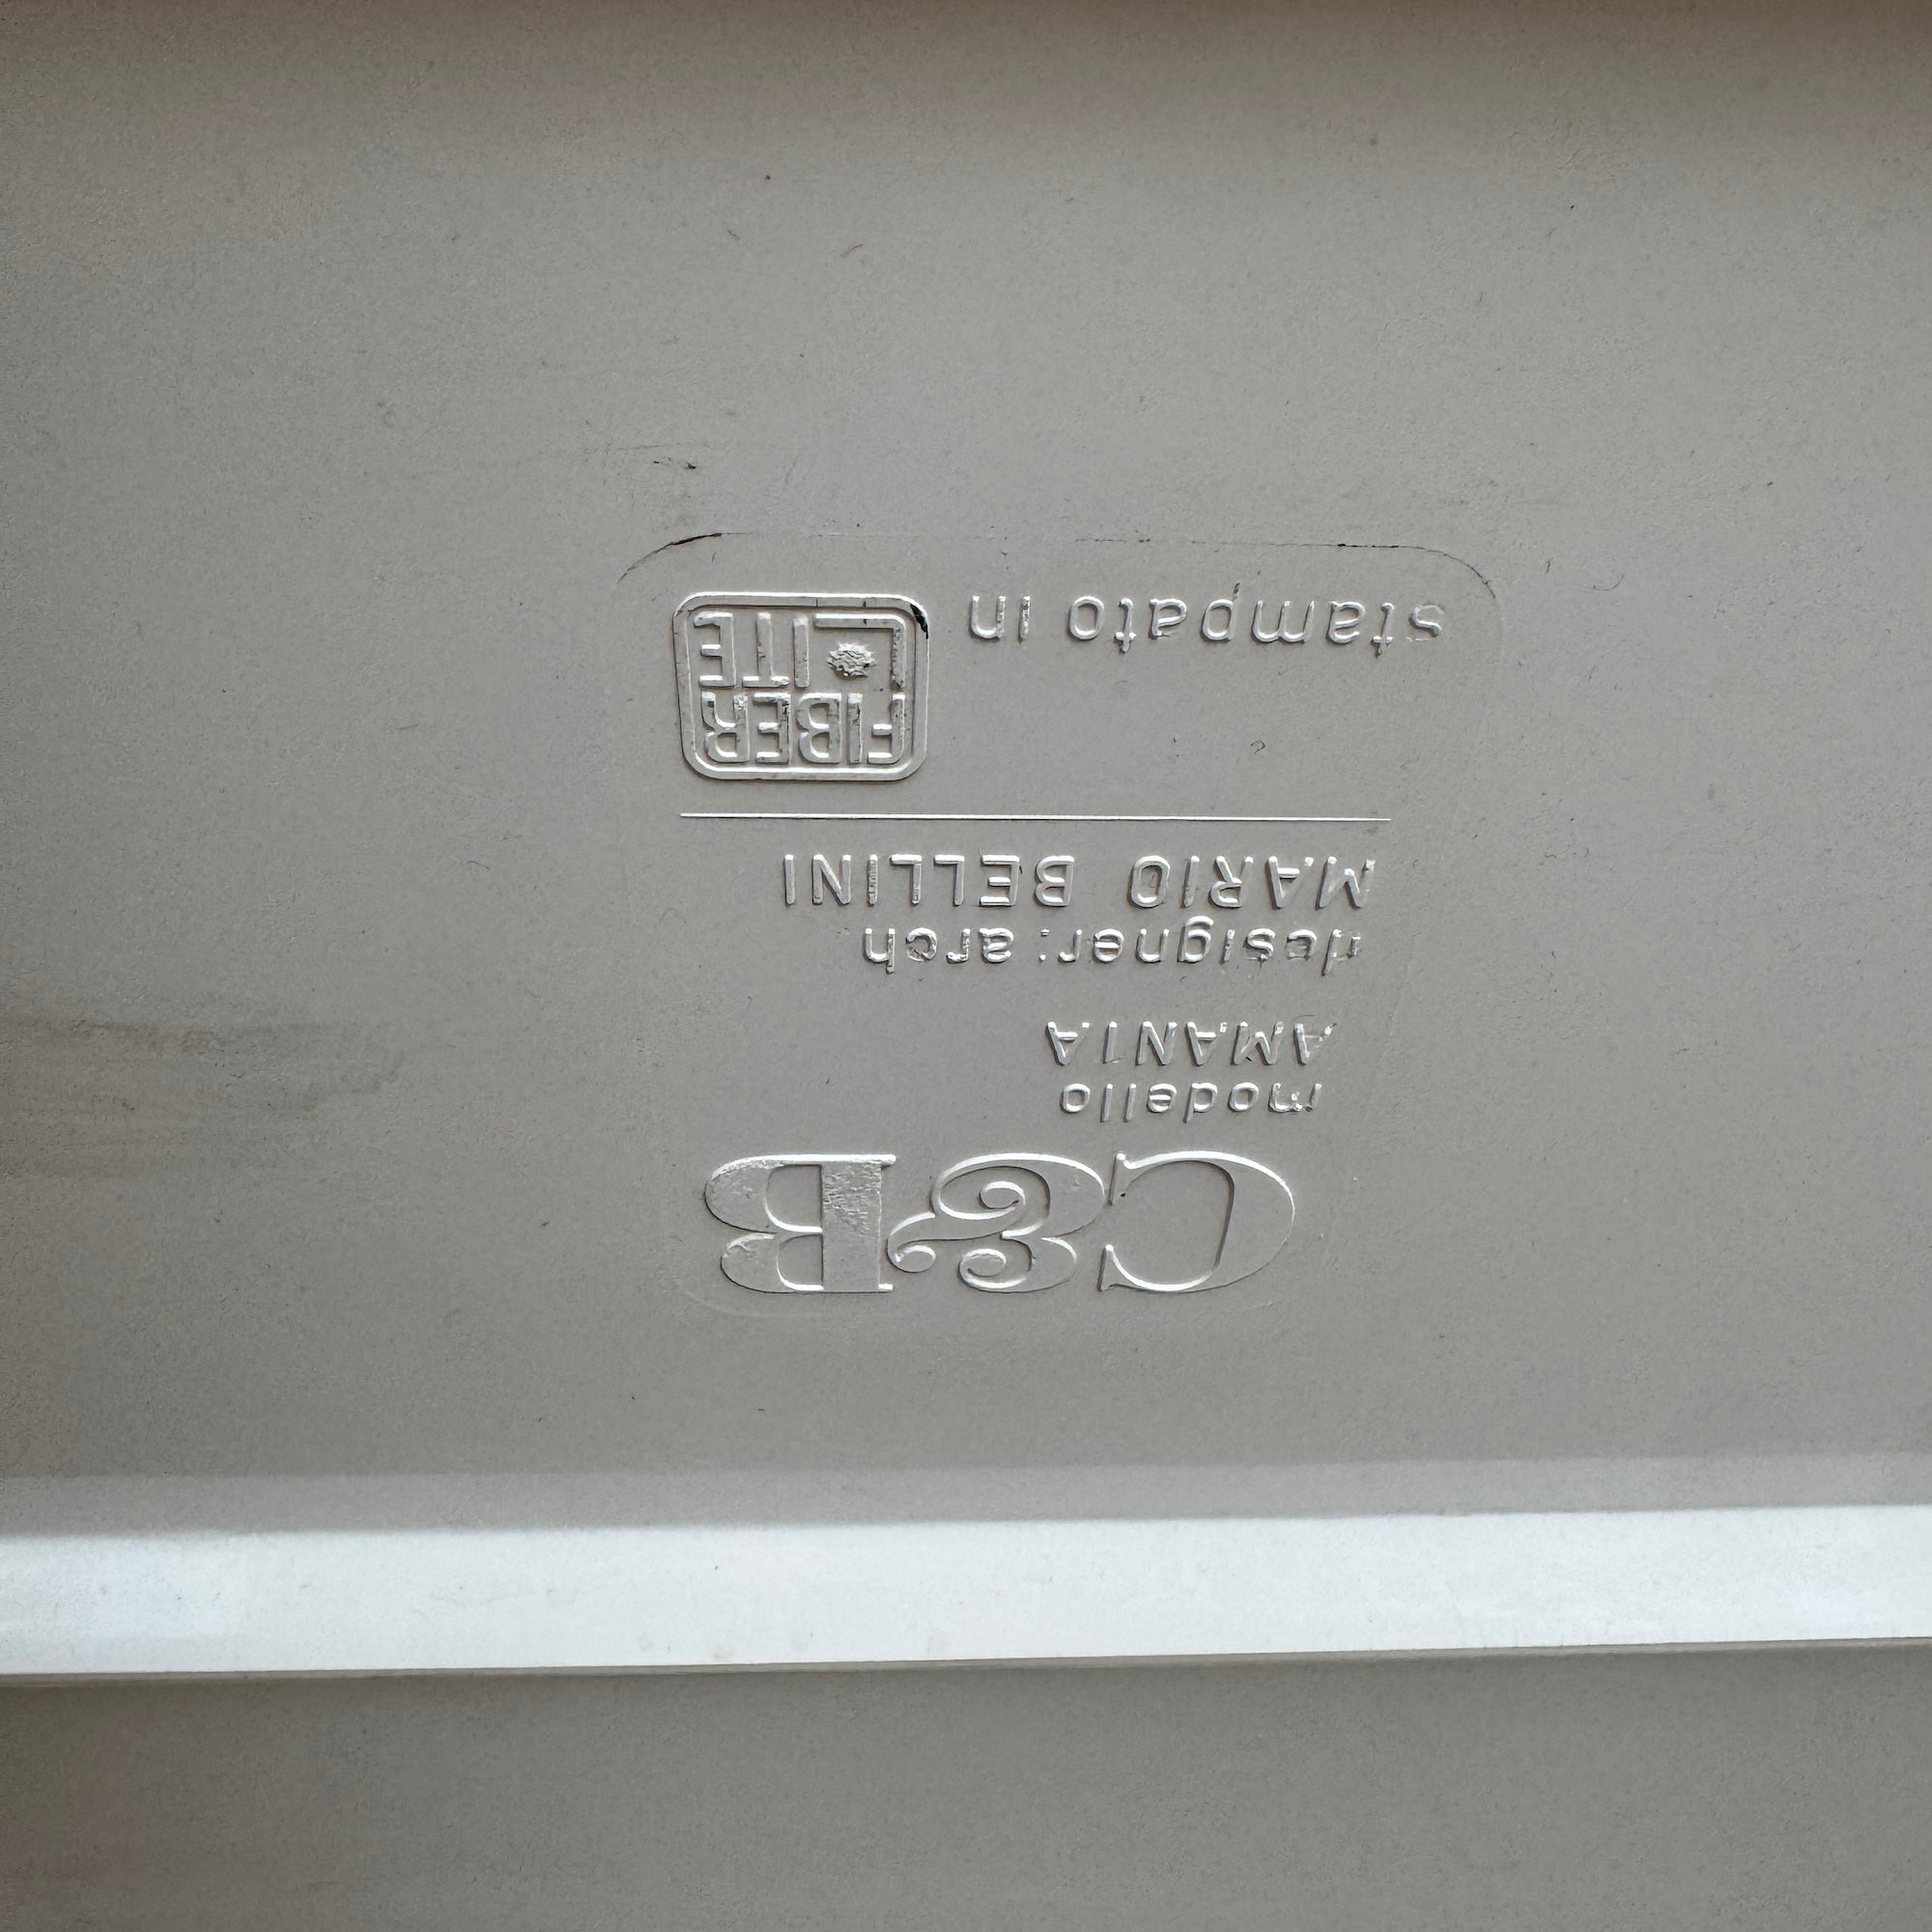 C&B
modello
AMANTA
designer: arch
MARIO BELLINI
stampato in
FIBER
LITE